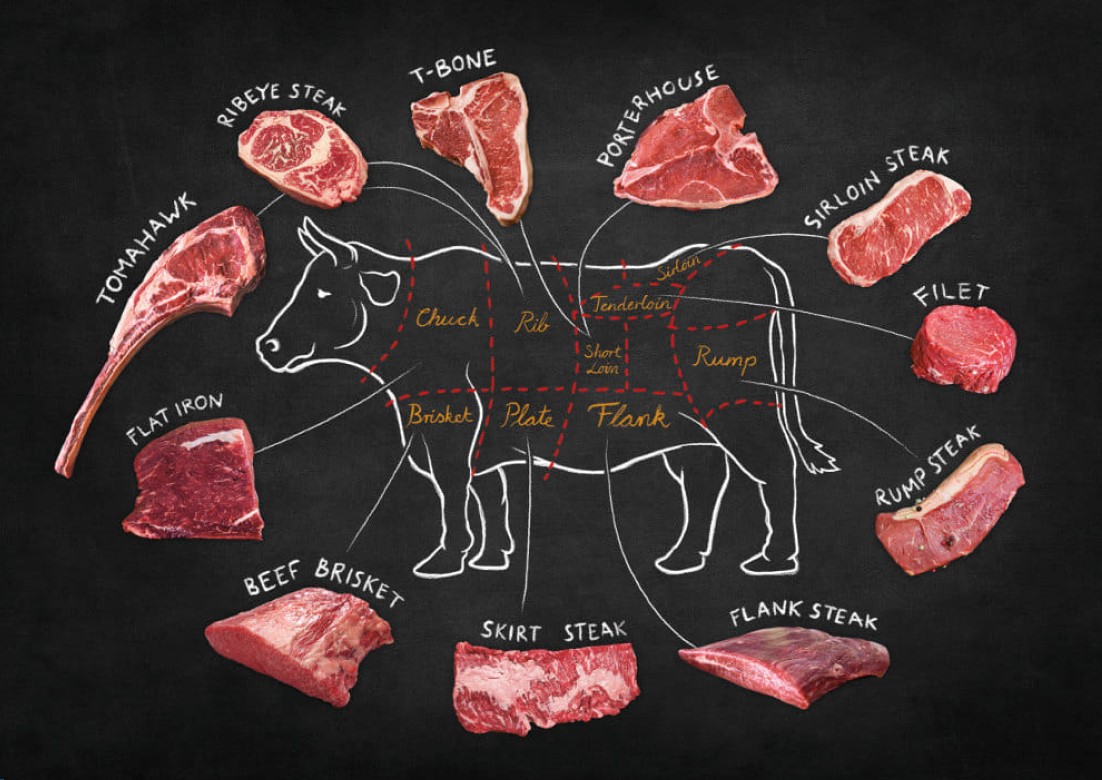 T-BONE
PORTERHOUSE
RIBEYE STEAK
SIRLOIN STEAK
TOMAHAWK
Sirloin
FILET
Tenderloin
Chuck
Rib
Short
Loin
Rump
Brisket
Plate
Flank
FLAT IRON
RUMP STEAK
BEEF BRISKET
SKIRT STEAK
FLANK STEAK